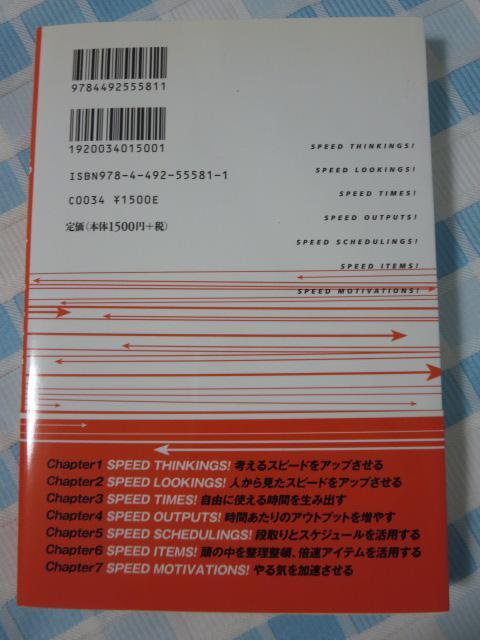 9784492555811
1920034015001
ISBN978-4-492-55581-1
C0034 ¥1500E
定価(本体1500円+税)
SPEED THINKINGS!
SPEED LOOKINGS!
SPEED TIMES!
SPEED OUTPUTS!
SPEED SCHEDULINGS!
SPEED ITEMS!
SPEED MOTIVATIONS!
Chapter1 SPEED THINKINGS! 考えるスピードをアップさせる
Chapter2 SPEED LOOKINGS! 人から見たスピードをアップさせる
Chapter3 SPEED TIMES! 自由に使える時間を生み出す
Chapter4 SPEED OUTPUTS! 時間あたりのアウトプットを増やす
Chapter5 SPEED SCHEDULINGS! 段取りとスケジュールを活用する
Chapter6 SPEED ITEMS! 頭の中を整理整頓、倍速アイテムを活用する
Chapter7 SPEED MOTIVATIONS! やる気を加速させる